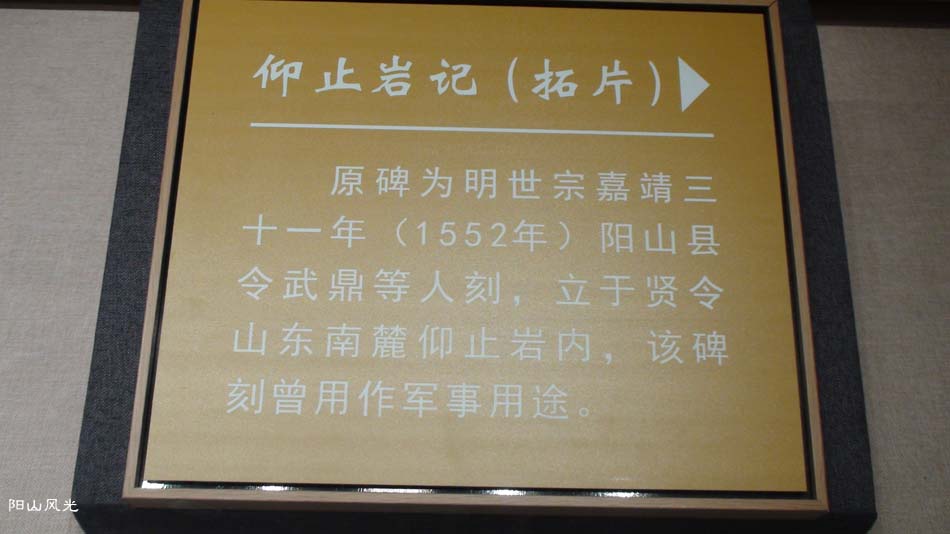 仰止岩记（拓片）
原碑为明世宗嘉靖三
十一年（1552年）阳山县
令武鼎等人刻，立于贤令
山东南麓仰止岩内，该碑
刻曾用作军事用途。
阳山风光